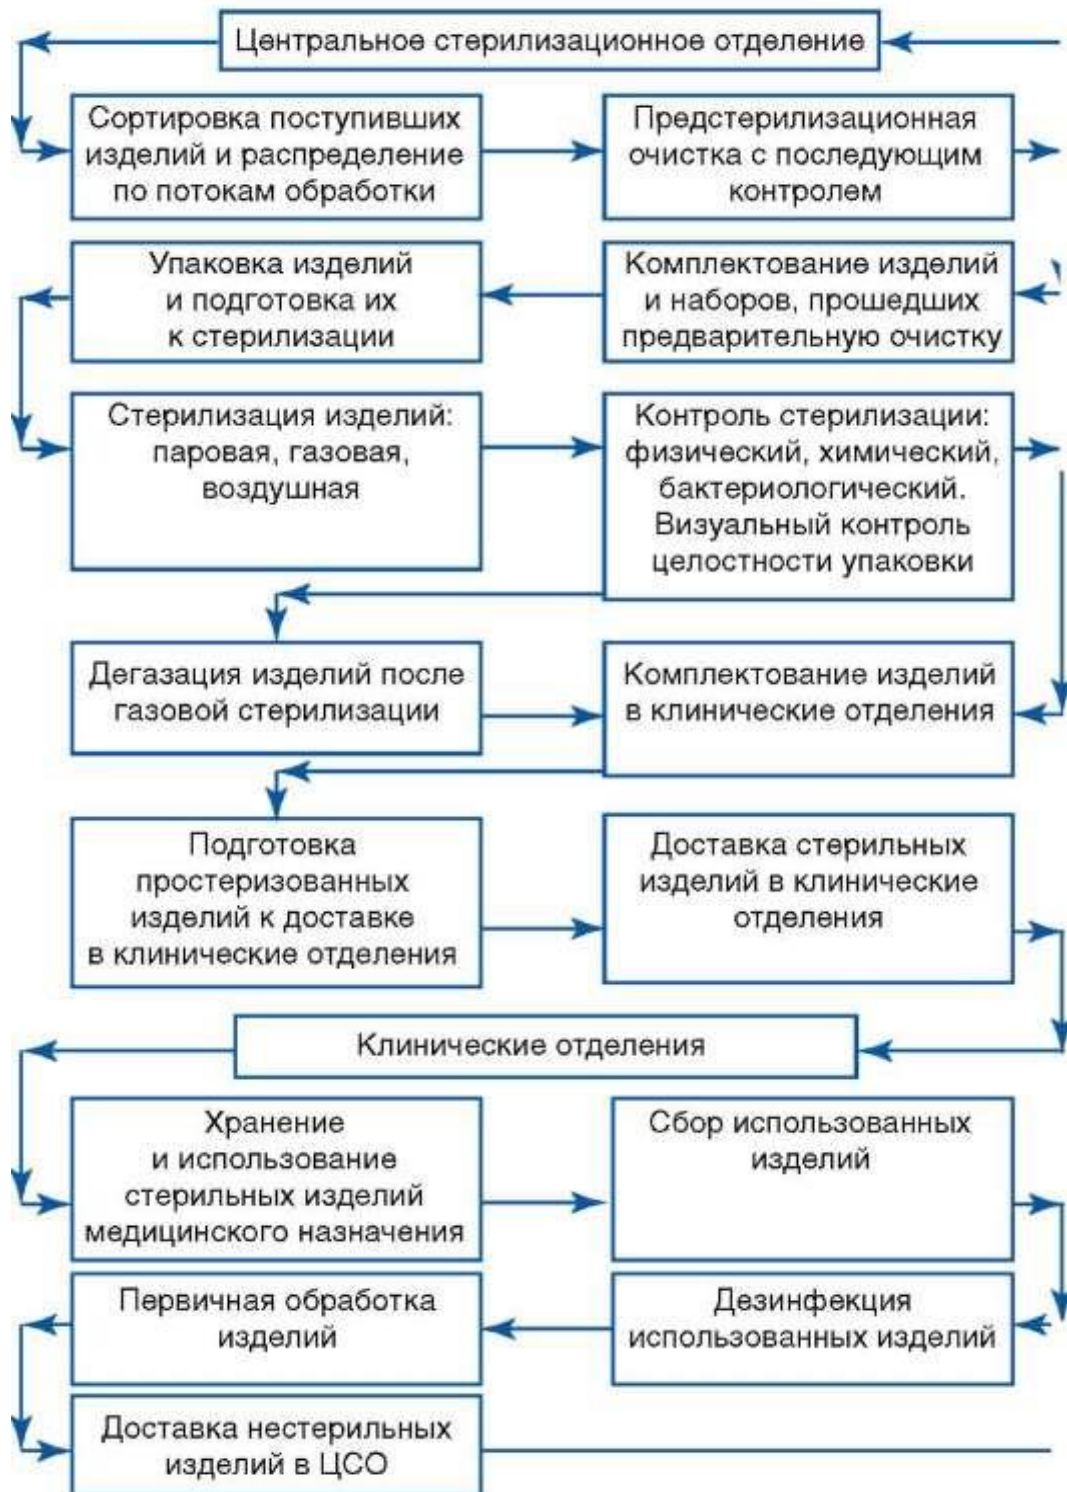 Центральное стерилизационное отделение
Сортировка поступивших
изделий и распределение
по потокам обработки
Предстерилизационная
очистка с последующим
контролем
Упаковка изделий
и подготовка их
к стерилизации
Комплектование изделий
и наборов, прошедших
предварительную очистку
Стерилизация изделий:
паровая, газовая,
воздушная
Контроль стерилизации:
физический, химический,
бактериологический.
Визуальный контроль
целостности упаковки
Дегазация изделий после
газовой стерилизации
Комплектование изделий
в клинические отделения
Подготовка
простеризованных
изделий к доставке
в клинические отделения
Доставка стерильных
изделий в клинические
отделения
Клинические отделения
Хранение
и использование
стерильных изделий
медицинского назначения
Сбор использованных
изделий
Первичная обработка
изделий
Дезинфекция
использованных изделий
Доставка нестерильных
изделий в ЦСО